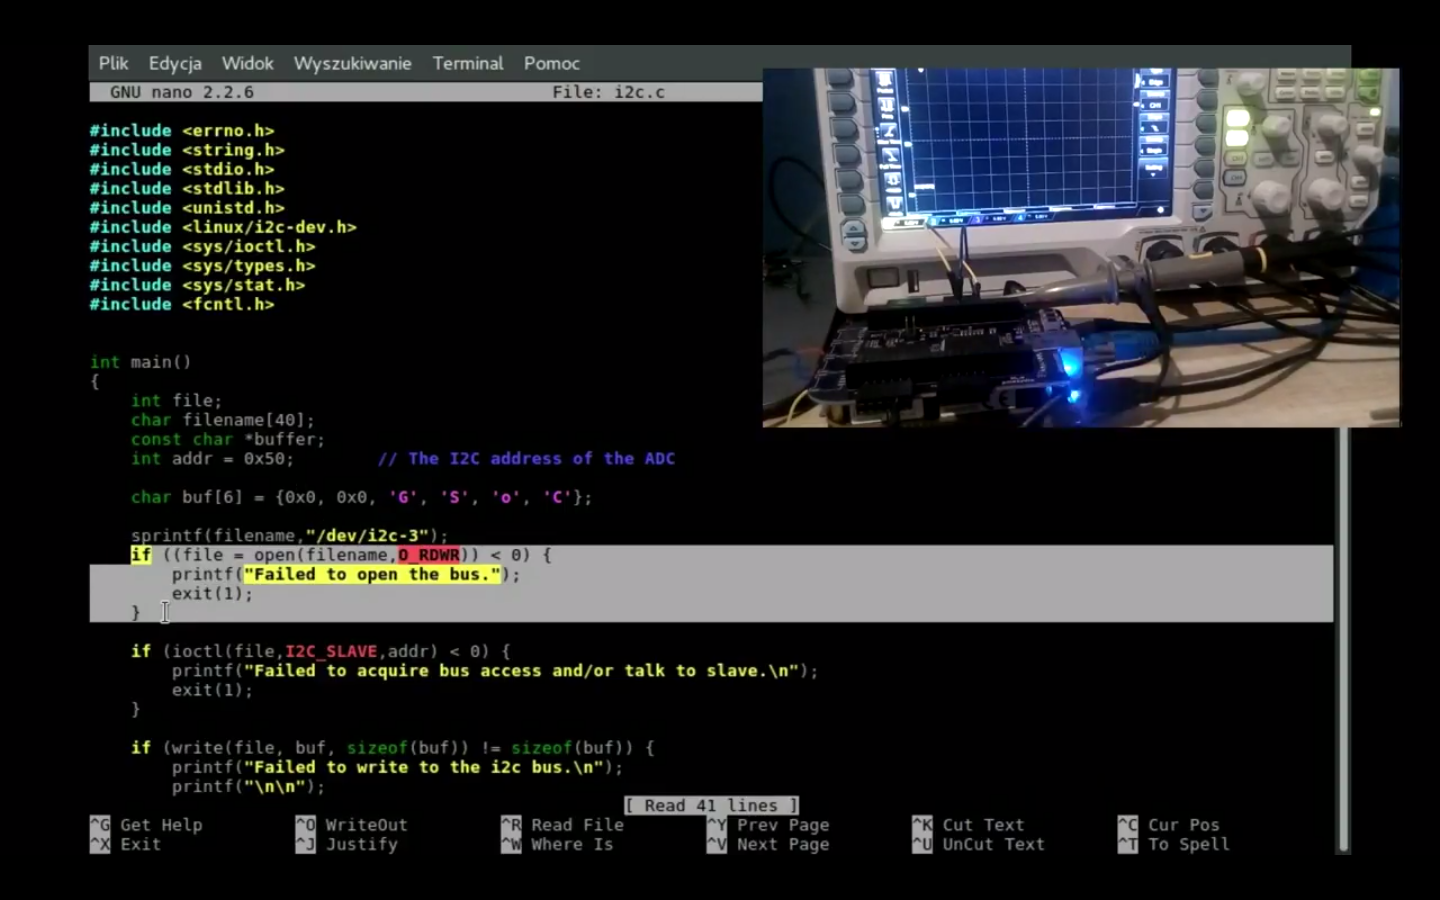 Plik Edycja Widok Wyszukiwanie Terminal Pomoc
GNU nano 2.2.6 File: i2c.c
#include <errno.h>
#include <string.h>
#include <stdio.h>
#include <stdlib.h>
#include <unistd.h>
#include <linux/i2c-dev.h>
#include <sys/ioctl.h>
#include <sys/types.h>
#include <sys/stat.h>
#include <fcntl.h>
int main()
{
int file;
char filename[40];
const char *buffer;
int addr = 0x50; // The I2C address of the ADC
char buf[6] = {0x0, 0x0, 'G', 'S', 'o', 'C'};
sprintf(filename,"/dev/i2c-3");
if ((file = open(filename,O_RDWR)) < 0) {
printf("Failed to open the bus.");
exit(1);
}
if (ioctl(file,I2C_SLAVE,addr) < 0) {
printf("Failed to acquire bus access and/or talk to slave.\n");
exit(1);
}
if (write(file, buf, sizeof(buf)) != sizeof(buf)) {
printf("Failed to write to the i2c bus.\n");
printf("\n\n");
[ Read 41 lines ]
^G Get Help ^O WriteOut ^R Read File ^Y Prev Page ^K Cut Text ^C Cur Pos
^X Exit ^J Justify ^W Where Is ^V Next Page ^U UnCut Text ^T To Spell